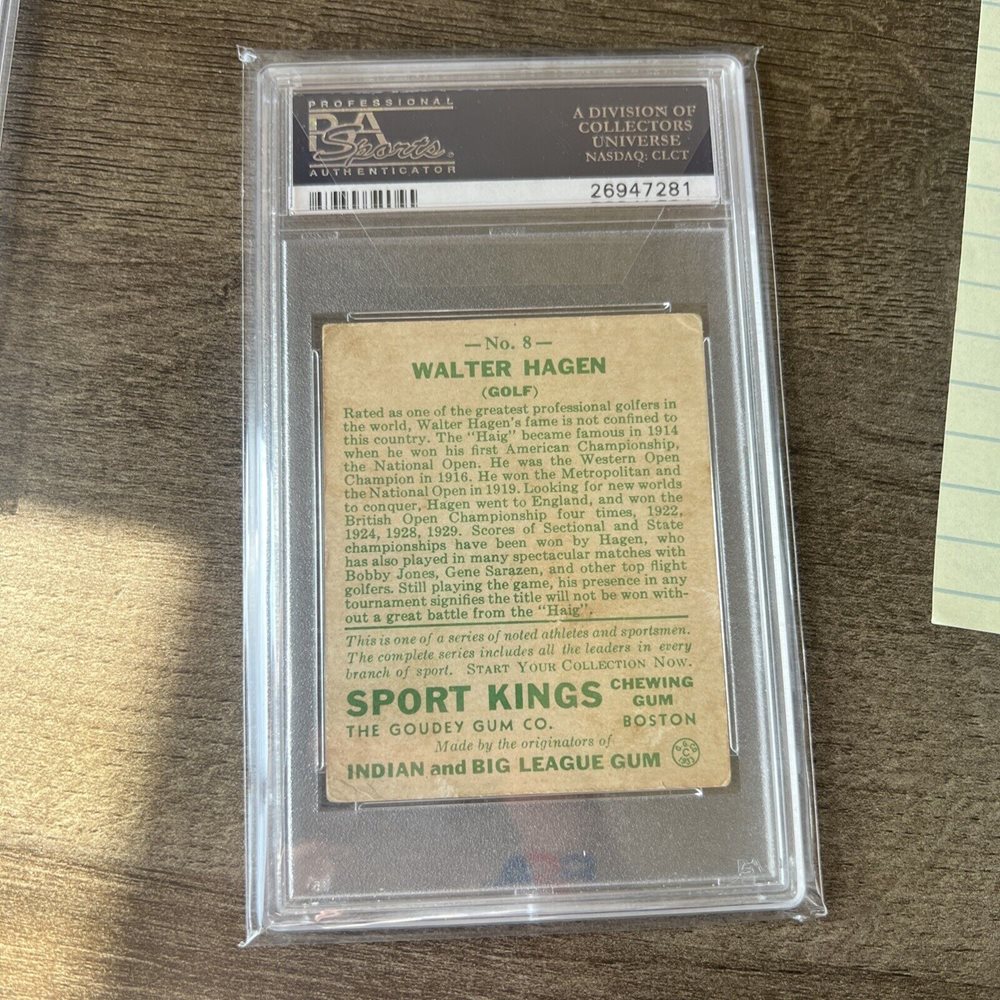 PROFESSIONAL
PSA
Sports
AUTHENTICATOR
A DIVISION OF
COLLECTORS
UNIVERSE
NASDAQ: CLCT
26947281
— No. 8 —
WALTER HAGEN
(GOLF)
Rated as one of the greatest professional golfers in
the world, Walter Hagen's fame is not confined to
this country. The "Haig" became famous in 1914
when he won his first American Championship,
the National Open. He was the Western Open
Champion in 1916. He won the Metropolitan and
the National Open in 1919. Looking for new worlds
to conquer, Hagen went to England, and won the
British Open Championship four times, 1922,
1924, 1928, 1929. Scores of Sectional and State
championships have been won by Hagen, who
has also played in many spectacular matches with
Bobby Jones, Gene Sarazen, and other top flight
golfers. Still playing the game, his presence in any
tournament signifies the title will not be won with-
out a great battle from the "Haig".
This is one of a series of noted athletes and sportsmen.
The complete series includes all the leaders in every
branch of sport. START YOUR COLLECTION NOW.
SPORT KINGS CHEWING GUM
THE GOUDEY GUM CO. BOSTON
Made by the originators of
INDIAN and BIG LEAGUE GUM